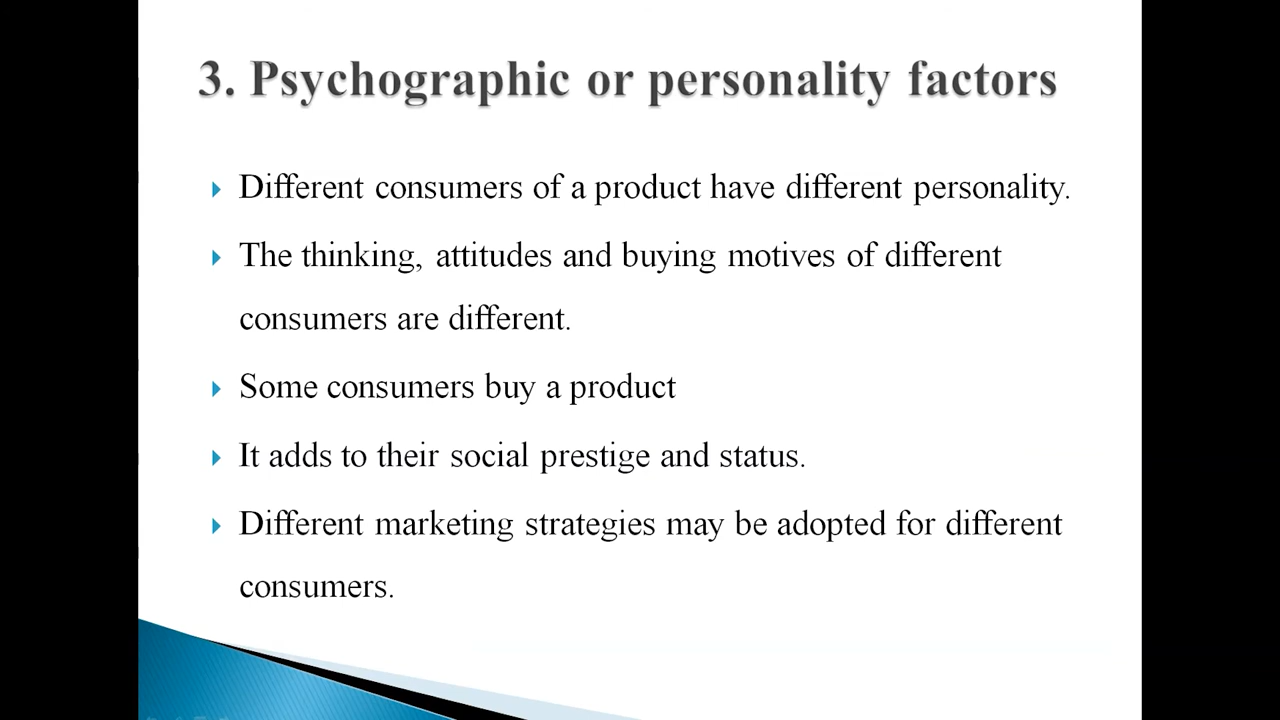 3. Psychographic or personality factors
Different consumers of a product have different personality.
The thinking, attitudes and buying motives of different
consumers are different.
Some consumers buy a product
It adds to their social prestige and status.
Different marketing strategies may be adopted for different
consumers.